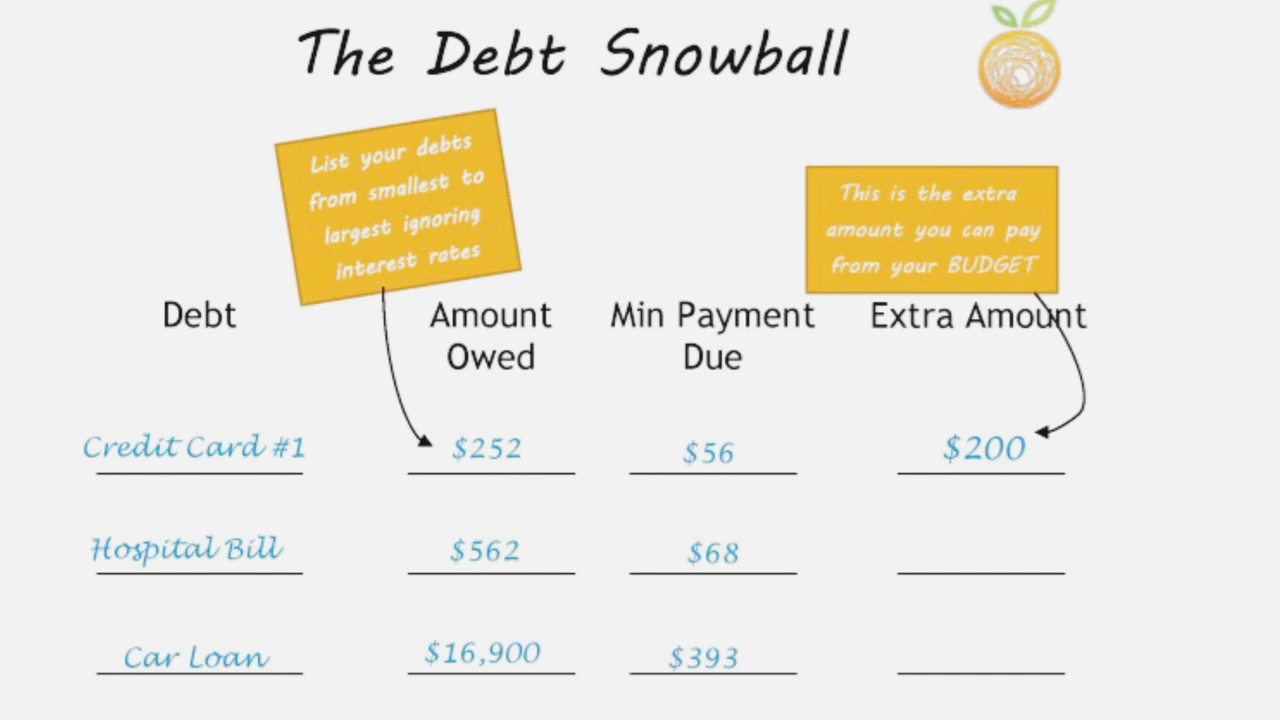 The Debt Snowball
List your debts
from smallest to
largest ignoring
interest rates
This is the extra
amount you can pay
from your BUDGET
Debt
Amount
Owed
Min Payment
Due
Extra Amount
Credit Card #1 $252 $56 $200
Hospital Bill $562 $68
Car Loan $16,900 $393